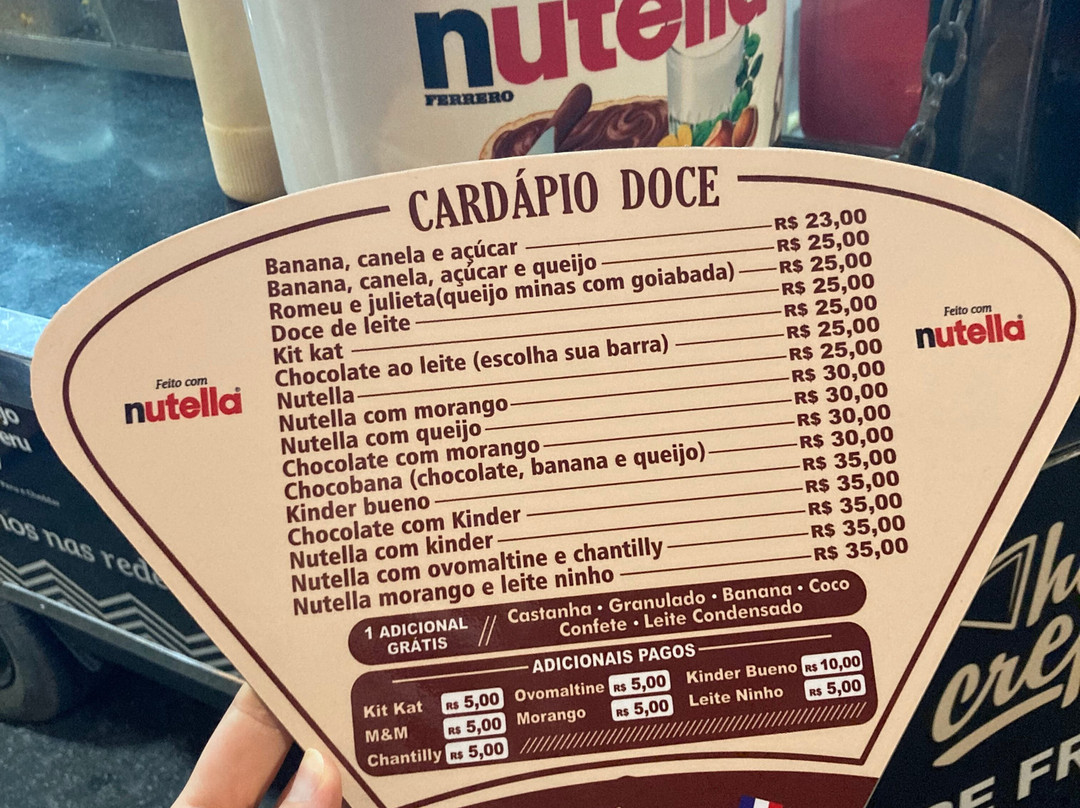 nutella
FERRERO
CARDÁPIO DOCE
Banana, canela e açúcar R$ 23,00
Banana, canela, açúcar e queijo R$ 25,00
Romeu e julieta(queijo minas com goiabada) R$ 25,00
Doce de leite R$ 25,00
Kit kat R$ 25,00
Chocolate ao leite (escolha sua barra) R$ 25,00
Nutella R$ 25,00
Nutella com morango R$ 30,00
Nutella com queijo R$ 30,00
Chocolate com morango R$ 30,00
Chocobana (chocolate, banana e queijo) R$ 30,00
Kinder bueno R$ 35,00
Chocolate com Kinder R$ 35,00
Nutella com kinder R$ 35,00
Nutella com ovomaltine e chantilly R$ 35,00
Nutella morango e leite ninho R$ 35,00
Feito com
nutella
Feito com
nutella
1 ADICIONAL
GRÁTIS
Castanha • Granulado • Banana • Coco
Confete • Leite Condensado
ADICIONAIS PAGOS
Kit Kat R$ 5,00 Ovomaltine R$ 5,00 Kinder Bueno R$ 10,00
M&M R$ 5,00 Morango R$ 5,00 Leite Ninho R$ 5,00
Chantilly R$ 5,00
nas